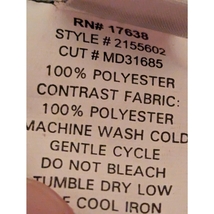 RN# 17638
STYLE # 2155602
CUT # MD31685
100% POLYESTER
CONTRAST FABRIC:
100% POLYESTER
MACHINE WASH COLD
GENTLE CYCLE
DO NOT BLEACH
TUMBLE DRY LOW
COOL IRON